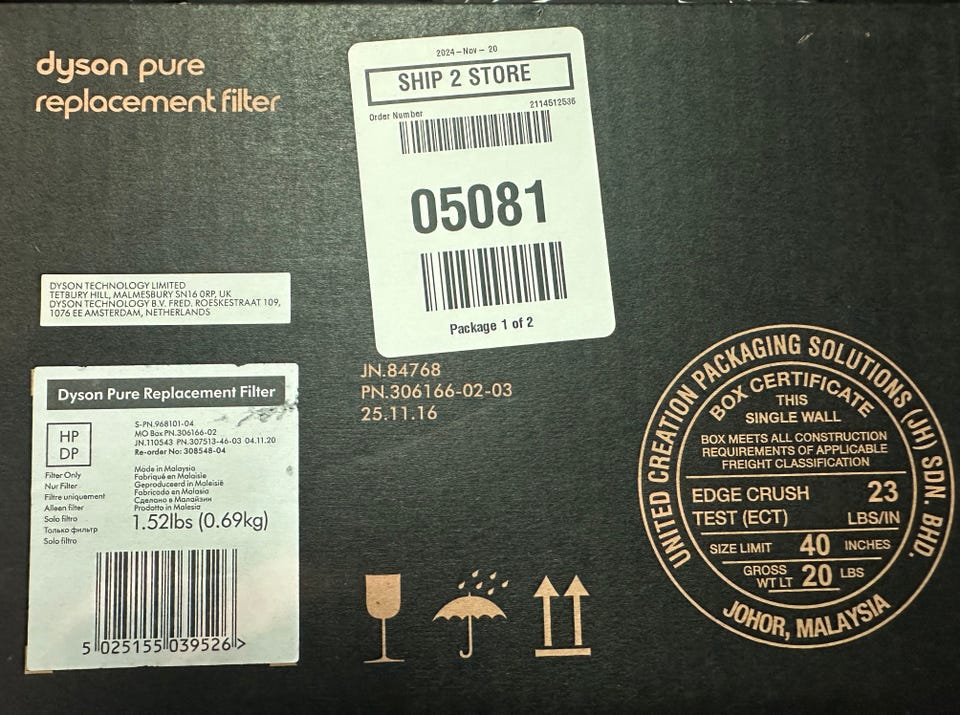 dyson pure
replacement filter
2024-Nov-20
SHIP 2 STORE
Order Number
2114512536
05081
Package 1 of 2
DYSON TECHNOLOGY LIMITED
TETBURY HILL, MALMESBURY SN16 0RP, UK
DYSON TECHNOLOGY B.V. FRED. ROESKESTRAAT 109,
1076 EE AMSTERDAM, NETHERLANDS
JN.84768
PN.306166-02-03
25.11.16
Dyson Pure Replacement Filter
HP
DP
S-PN.968101-04
MO Box PN.306166-02
JN.110543 PN.307513-46-03 04.11.20
Re-order No: 308548-04
Filter Only
Nur Filter
Filtre uniquement
Alleen filter
Solo filtro
Только фильтр
Solo filtro
Made in Malaysia
Fabriqué en Malaisie
Geproduceerd in Maleisië
Fabricado en Malasia
Сделано в Малайзии
Prodotto in Malesia
1.52lbs (0.69kg)
5 025155 039526 >
UNITED CREATION PACKAGING SOLUTIONS (JH) SDN. BHD.
BOX CERTIFICATE
THIS
SINGLE WALL
BOX MEETS ALL CONSTRUCTION
REQUIREMENTS OF APPLICABLE
FREIGHT CLASSIFICATION
EDGE CRUSH
TEST (ECT)
23
LBS/IN
SIZE LIMIT 40 INCHES
GROSS
WT LT 20 LBS
JOHOR, MALAYSIA